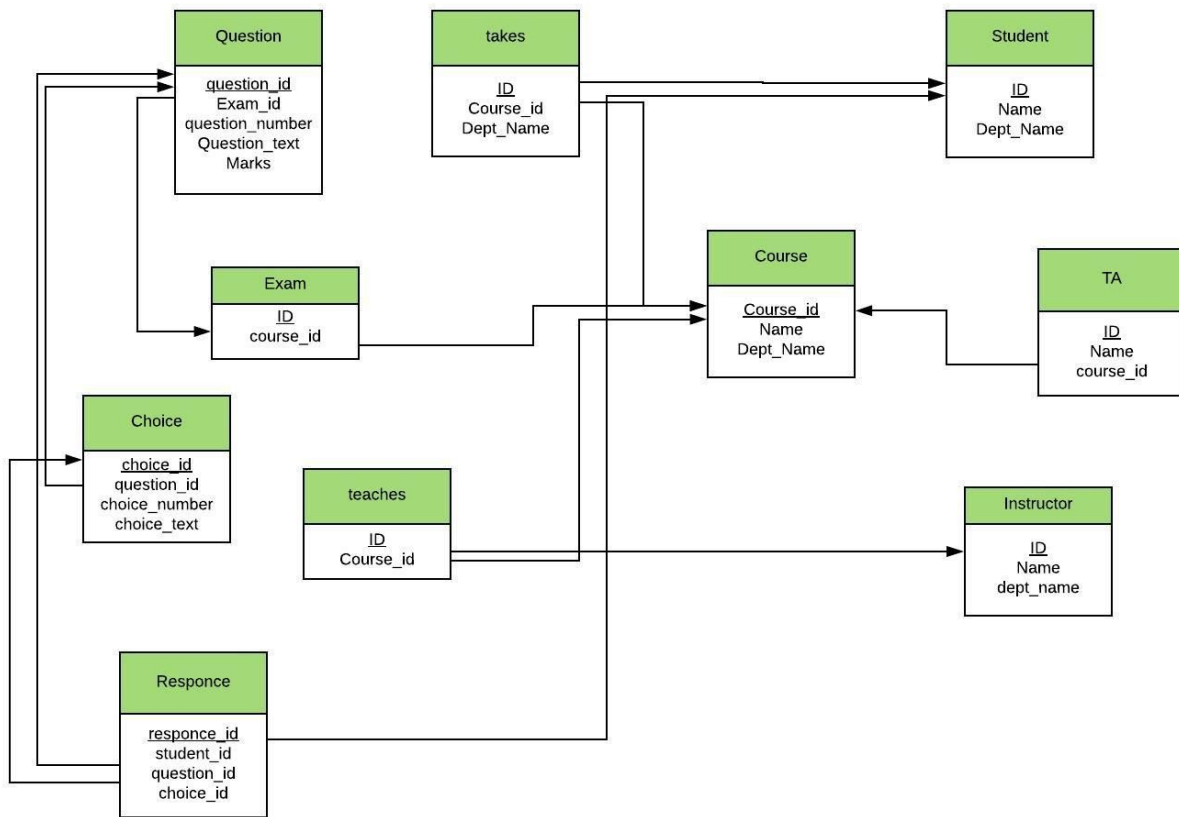 Question
question_id
Exam_id
question_number
Question_text
Marks
takes
ID
Course_id
Dept_Name
Student
ID
Name
Dept_Name
Exam
ID
course_id
Course
Course_id
Name
Dept_Name
TA
ID
Name
course_id
Choice
choice_id
question_id
choice_number
choice_text
teaches
ID
Course_id
Instructor
ID
Name
dept_name
Responce
responce_id
student_id
question_id
choice_id